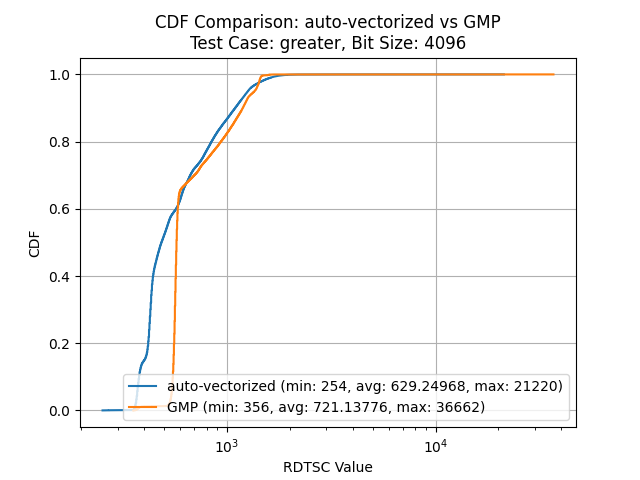 CDF Comparison: auto-vectorized vs GMP
Test Case: greater, Bit Size: 4096
CDF
1.0
0.8
0.6
0.4
0.2
0.0
auto-vectorized (min: 254, avg: 629.24968, max: 21220)
GMP (min: 356, avg: 721.13776, max: 36662)
10³
10⁴
RDTSC Value